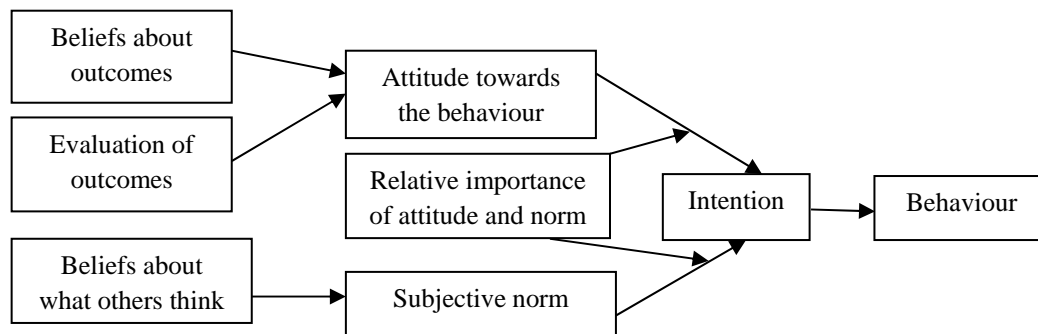 Beliefs about
outcomes
Evaluation of
outcomes
Beliefs about
what others think
Attitude towards
the behaviour
Relative importance
of attitude and norm
Subjective norm
Intention
Behaviour